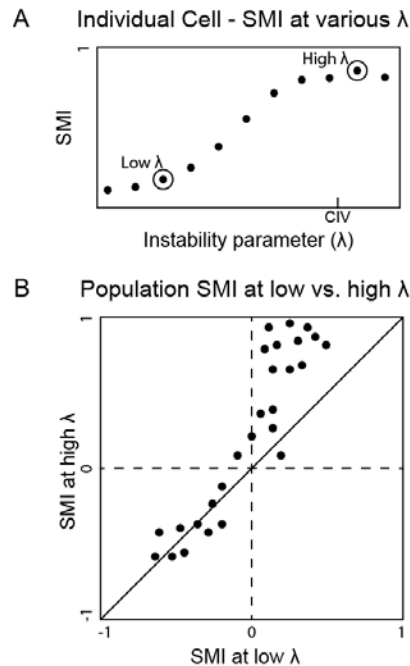 A Individual Cell - SMI at various λ
1
High λ
SMI
Low λ
CIV
Instability parameter (λ)
B Population SMI at low vs. high λ
1
SMI at high λ
0
-1
-1 0 1
SMI at low λ